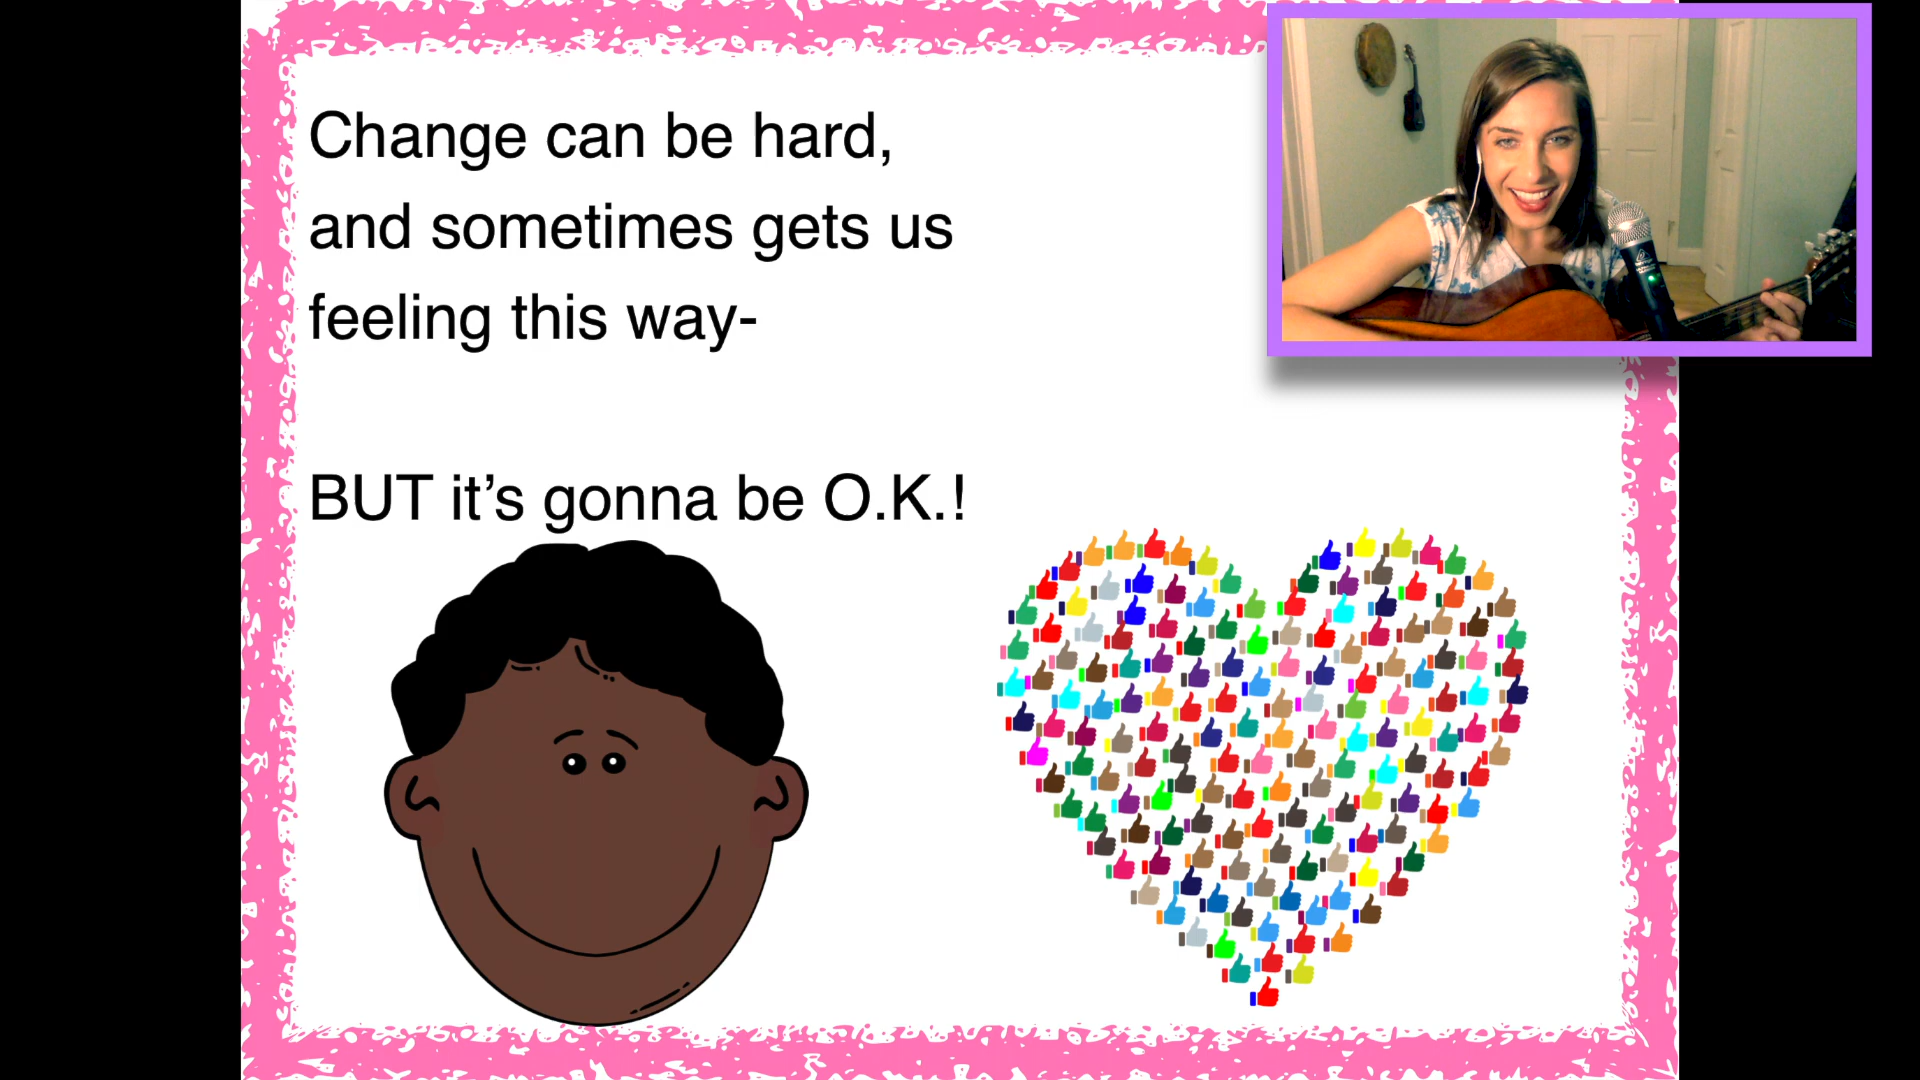 Change can be hard,
and sometimes gets us
feeling this way-
BUT it’s gonna be O.K.!